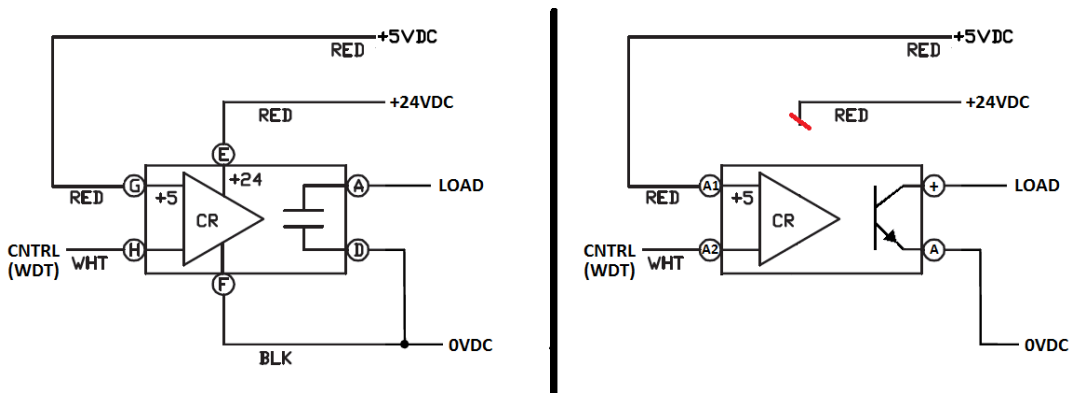 +5VDC
RED
+24VDC
RED
E
+24
G
RED
+5
A
LOAD
CR
CNTRL
(WDT)
WHT
H
D
F
0VDC
BLK
+5VDC
RED
+24VDC
RED
A1
RED
+5
+
LOAD
CR
CNTRL
(WDT)
WHT
A2
A
0VDC